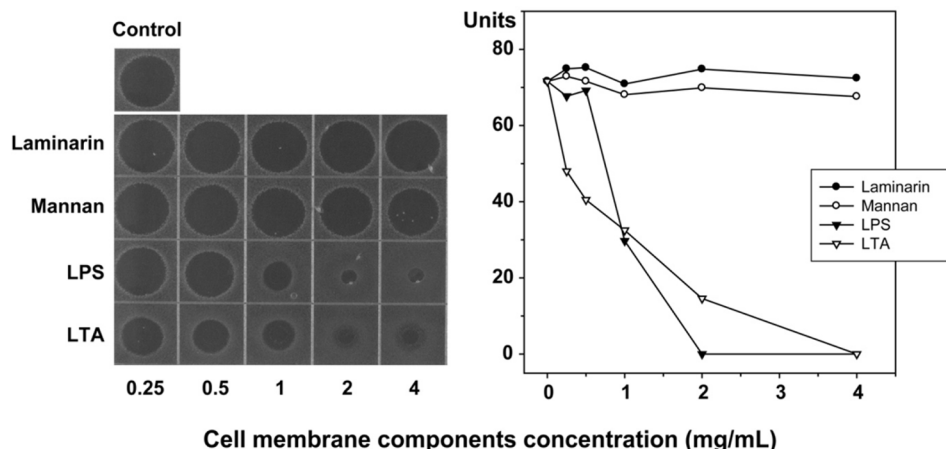 Control
Laminarin
Mannan
LPS
LTA
0.25 0.5 1 2 4
Units
80
60
40
20
0
0 1 2 4
Laminarin
Mannan
LPS
LTA
Cell membrane components concentration (mg/mL)